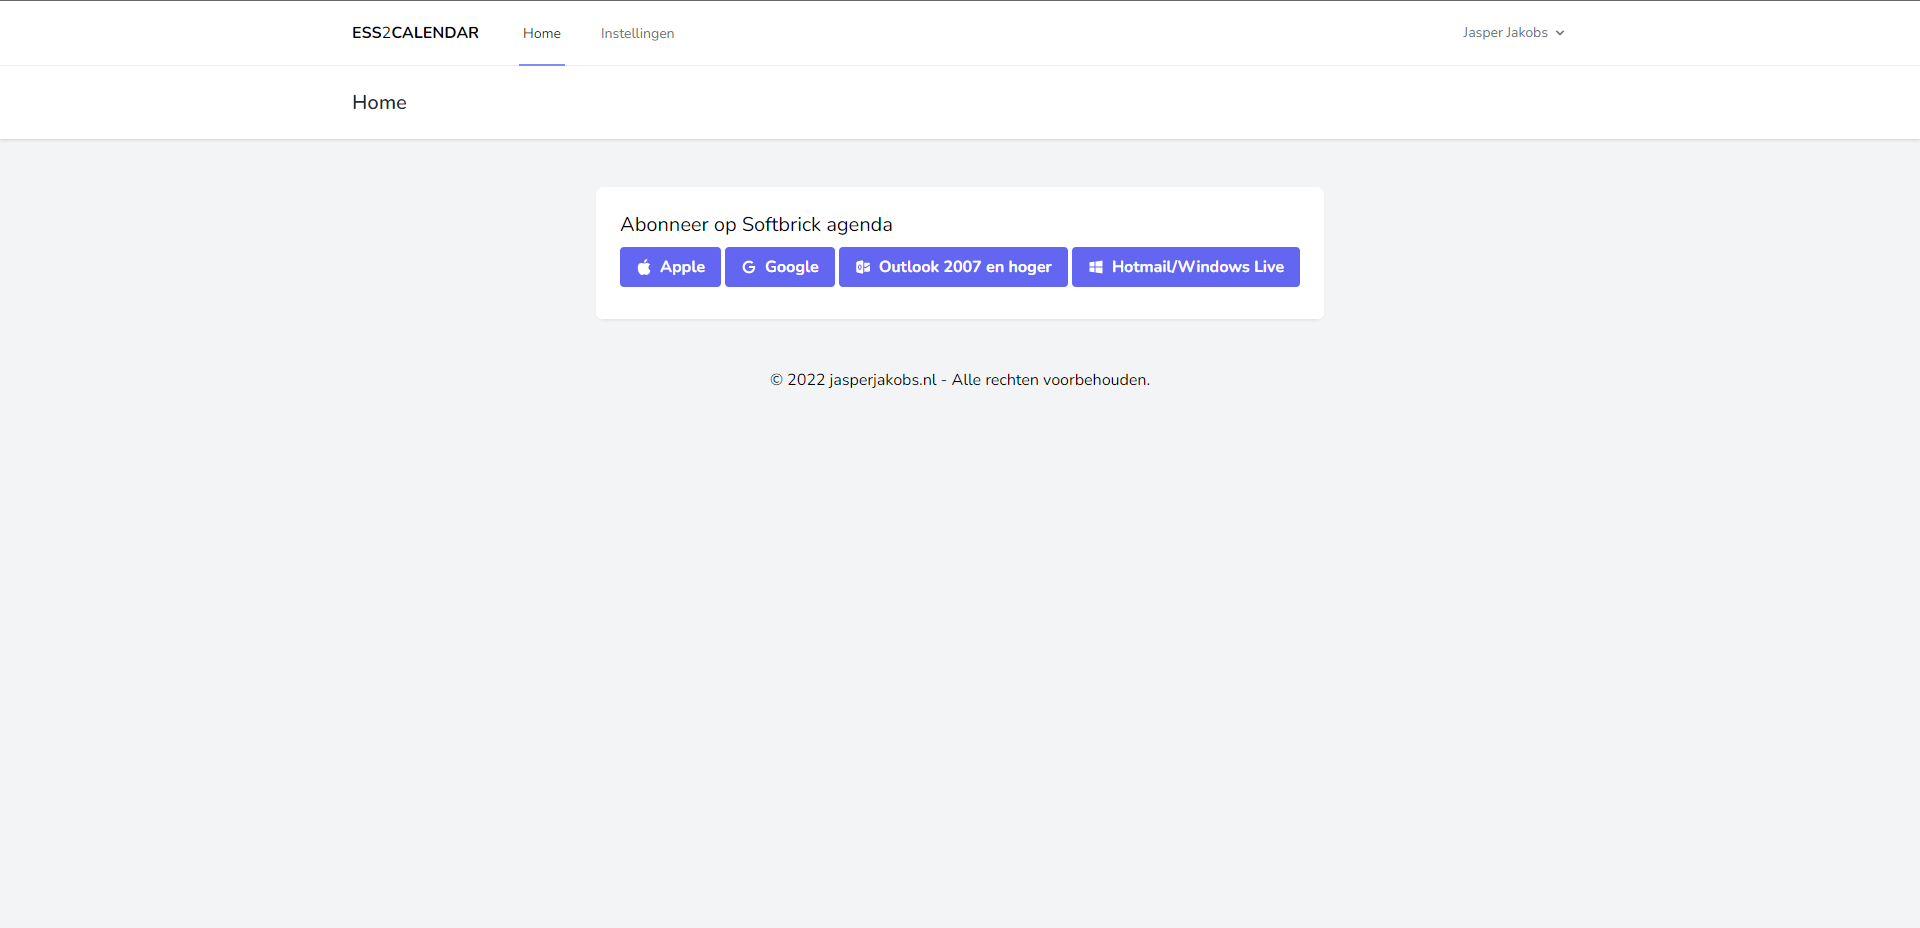 ESS2CALENDAR Home Instellingen Jasper Jakobs
Home
Abonneer op Softbrick agenda
Apple Google Outlook 2007 en hoger Hotmail/Windows Live
© 2022 jasperjakobs.nl - Alle rechten voorbehouden.